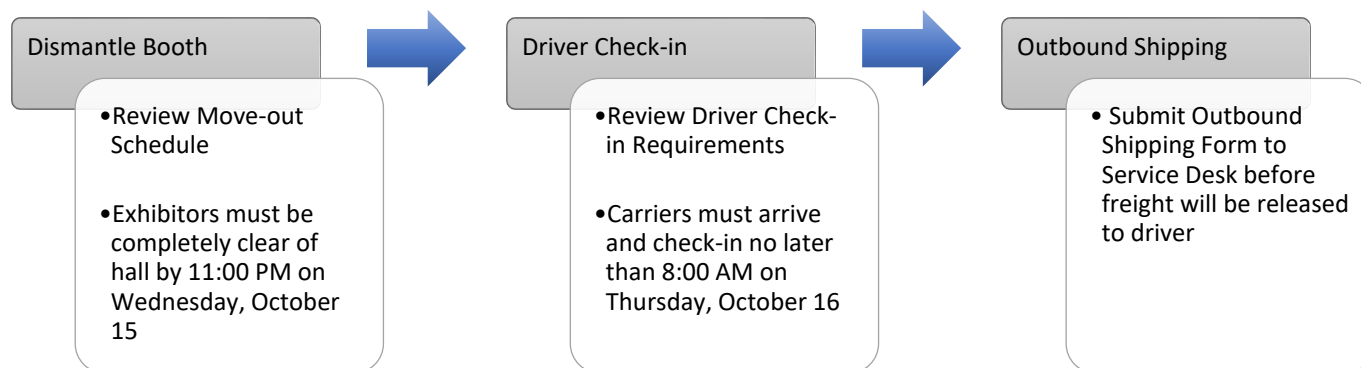 Dismantle Booth
•Review Move-out
Schedule
•Exhibitors must be
completely clear of
hall by 11:00 PM on
Wednesday, October
15
Driver Check-in
•Review Driver Check-
in Requirements
•Carriers must arrive
and check-in no later
than 8:00 AM on
Thursday, October 16
Outbound Shipping
• Submit Outbound
Shipping Form to
Service Desk before
freight will be released
to driver